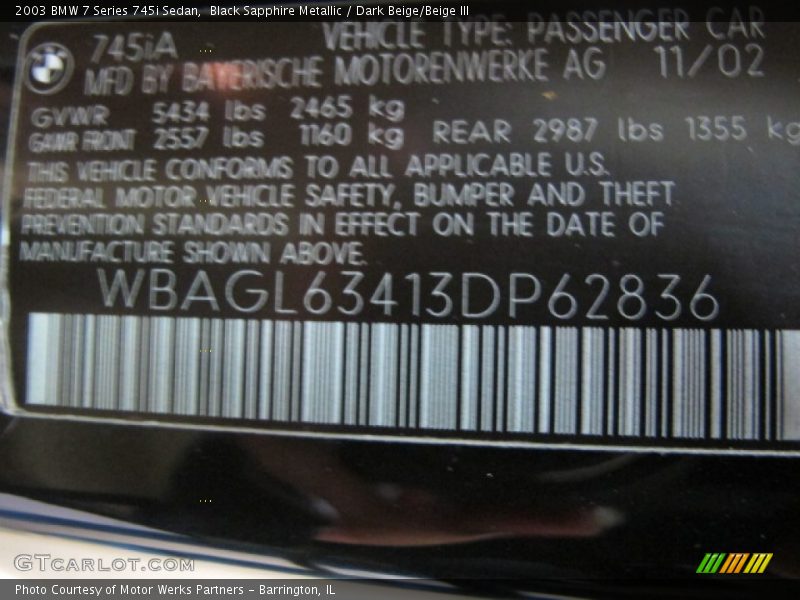 2003 BMW 7 Series 745i Sedan,  Black Sapphire Metallic / Dark Beige/Beige III
745iA VEHICLE TYPE: PASSENGER CAR
MFD BY BAYERISCHE MOTORENWERKE AG 11/02
GVWR 5434 lbs 2465 kg
GAWR FRONT 2557 lbs 1160 kg REAR 2987 lbs 1355 kg
THIS VEHICLE CONFORMS TO ALL APPLICABLE U.S.
FEDERAL MOTOR VEHICLE SAFETY, BUMPER AND THEFT
PREVENTION STANDARDS IN EFFECT ON THE DATE OF
MANUFACTURE SHOWN ABOVE.
WBAGL63413DP62836
GTCARLOT.COM
Photo Courtesy of Motor Werks Partners - Barrington, IL